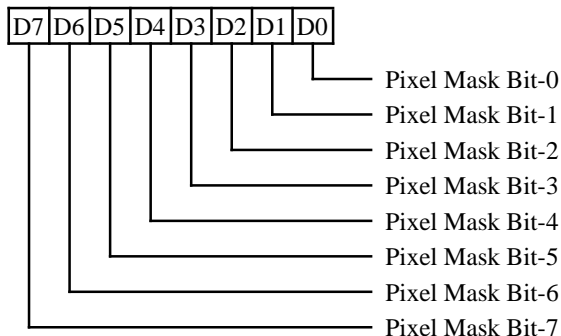 D7 D6 D5 D4 D3 D2 D1 D0
Pixel Mask Bit-0
Pixel Mask Bit-1
Pixel Mask Bit-2
Pixel Mask Bit-3
Pixel Mask Bit-4
Pixel Mask Bit-5
Pixel Mask Bit-6
Pixel Mask Bit-7